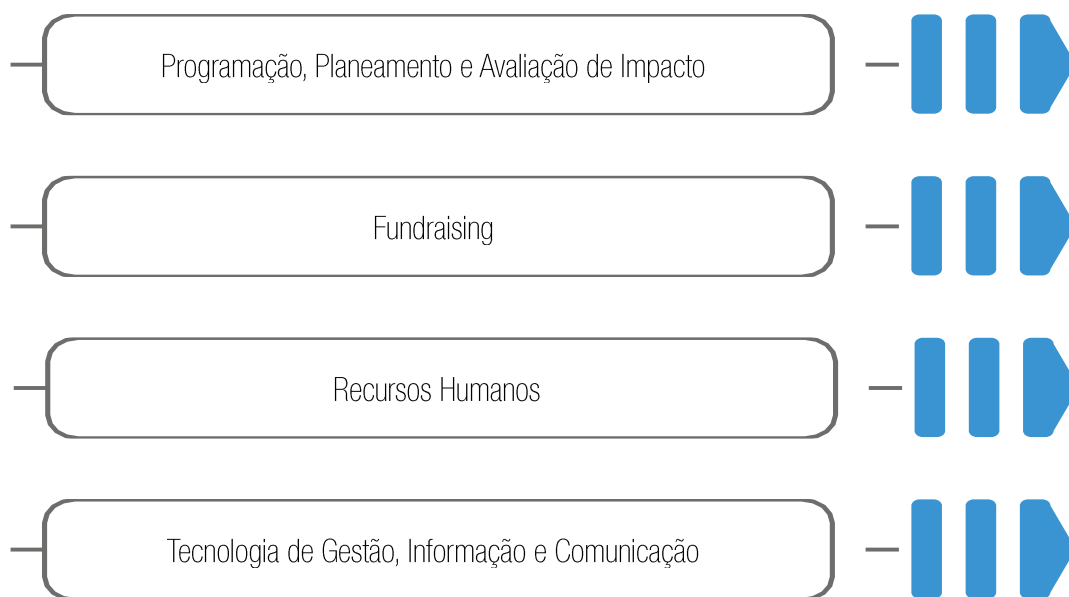 Programação, Planeamento e Avaliação de Impacto
Fundraising
Recursos Humanos
Tecnologia de Gestão, Informação e Comunicação